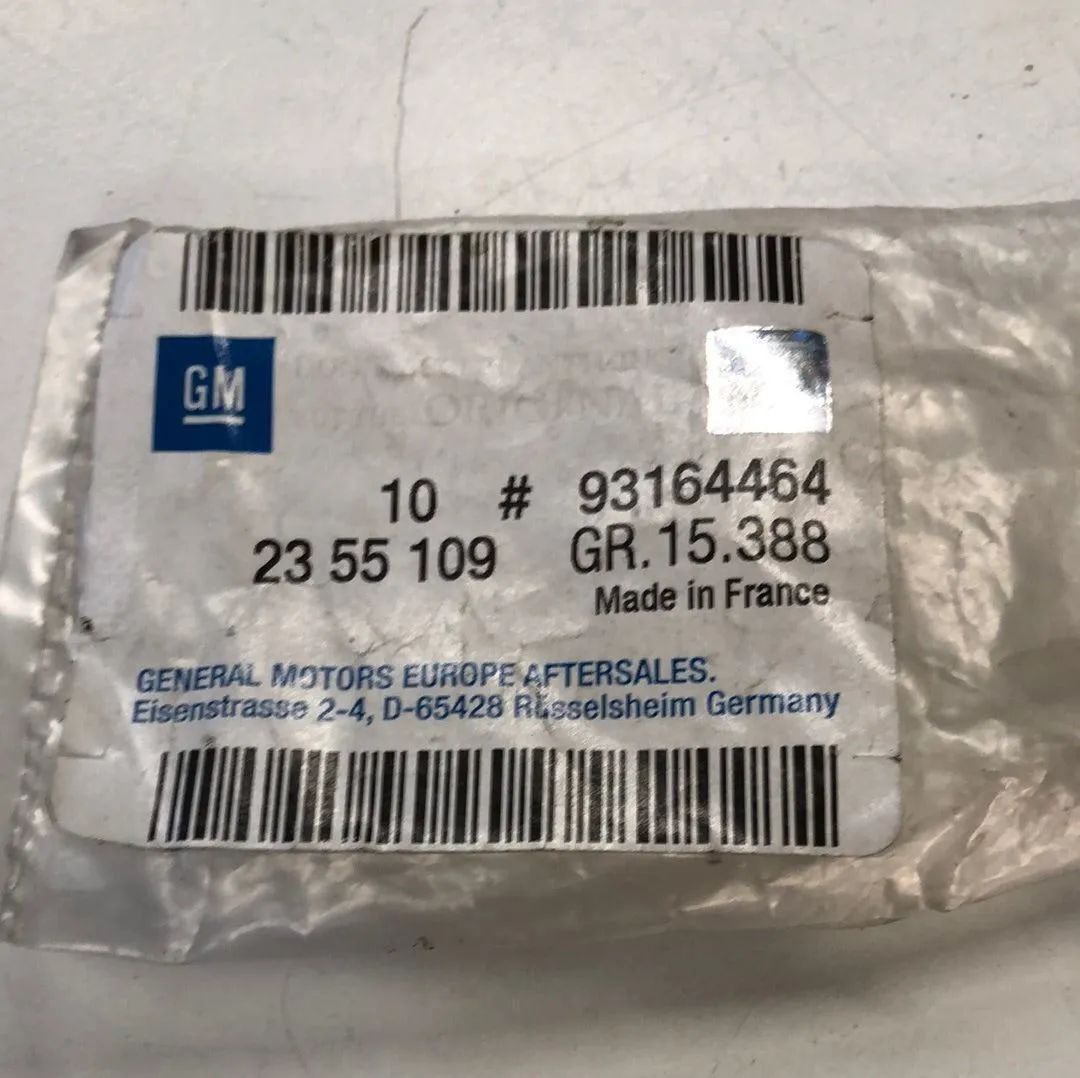 GM
10 # 93164464
23 55 109 GR.15.388
Made in France
GENERAL MOTORS EUROPE AFTERSALES.
Eisenstrasse 2-4, D-65428 Rüsselsheim Germany